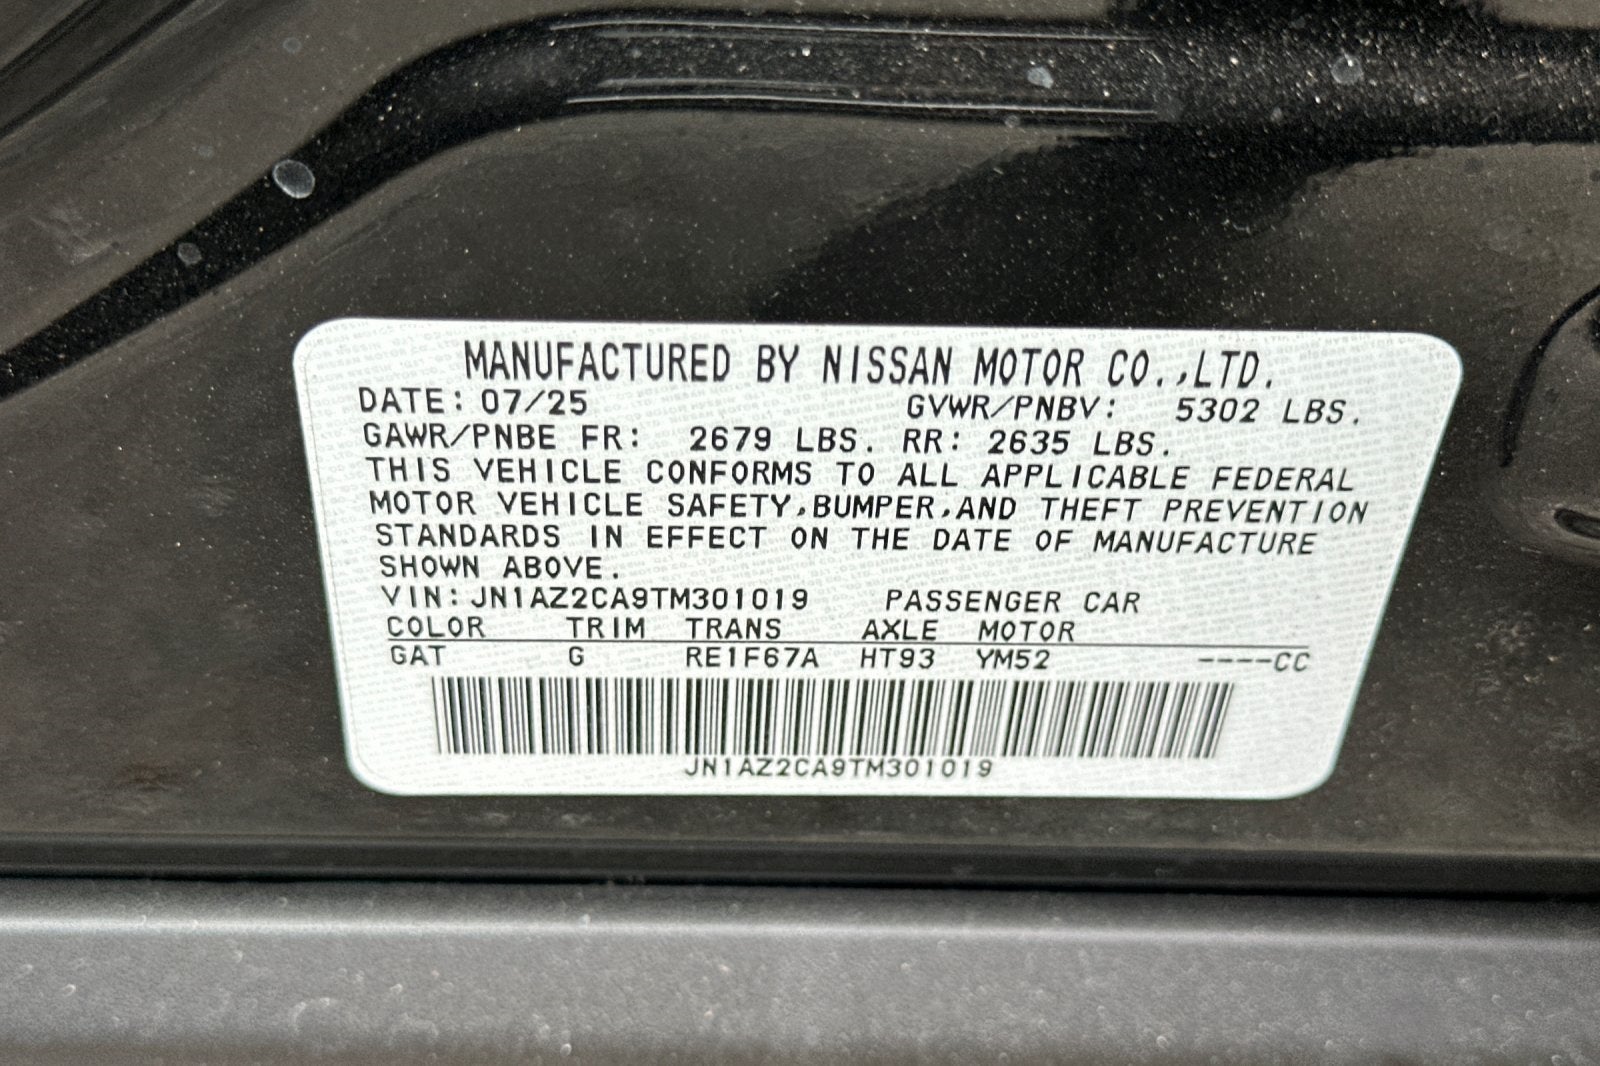 MANUFACTURED BY NISSAN MOTOR CO.,LTD.
DATE: 07/25 GVWR/PNBV: 5302 LBS.
GAWR/PNBE FR: 2679 LBS. RR: 2635 LBS.
THIS VEHICLE CONFORMS TO ALL APPLICABLE FEDERAL
MOTOR VEHICLE SAFETY,BUMPER,AND THEFT PREVENTION
STANDARDS IN EFFECT ON THE DATE OF MANUFACTURE
SHOWN ABOVE.
VIN: JN1AZ2CA9TM301019 PASSENGER CAR
COLOR TRIM TRANS AXLE MOTOR
GAT G RE1F67A HT93 YM52 ----CC
JN1AZ2CA9TM301019